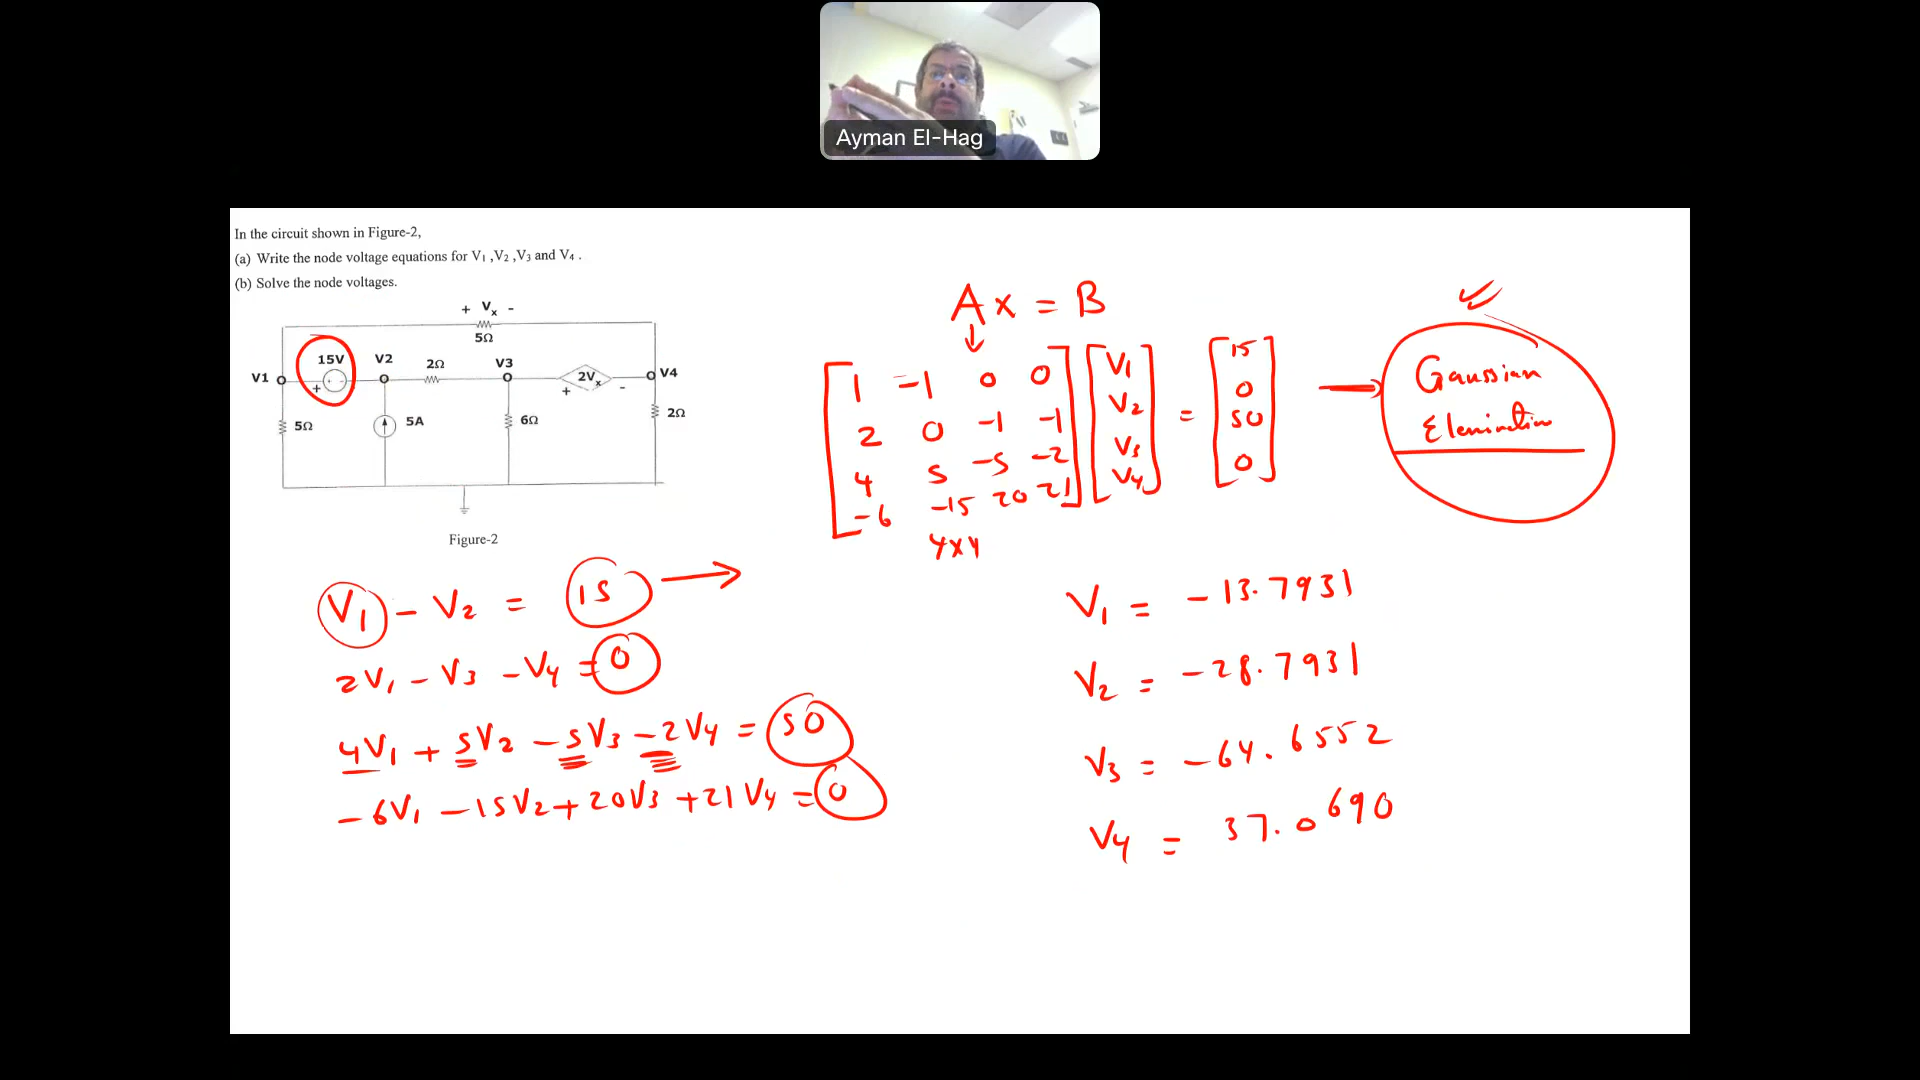 Ayman El-Hag
In the circuit shown in Figure-2,
(a) Write the node voltage equations for V1 ,V2 ,V3 and V4 .
(b) Solve the node voltages.
+ Vx -
5Ω
15V
V2
2Ω
V3
V1
+
2Vx
+ -
V4
5Ω
5A
6Ω
2Ω
Figure-2
Ax = B
1 -1 0 0 V1 15
2 0 -1 -1 V2 = 0
4 5 -5 -2 V3 50
-6 -15 20 21 V4 0
4x4
Gaussian
Elemination
V1 - V2 = 15
2V1 - V3 - V4 = 0
4V1 + 5V2 - 5V3 - 2V4 = 50
-6V1 - 15V2 + 20V3 + 21V4 = 0
V1 = -13.7931
V2 = -28.7931
V3 = -64.6552
V4 = 37.0690